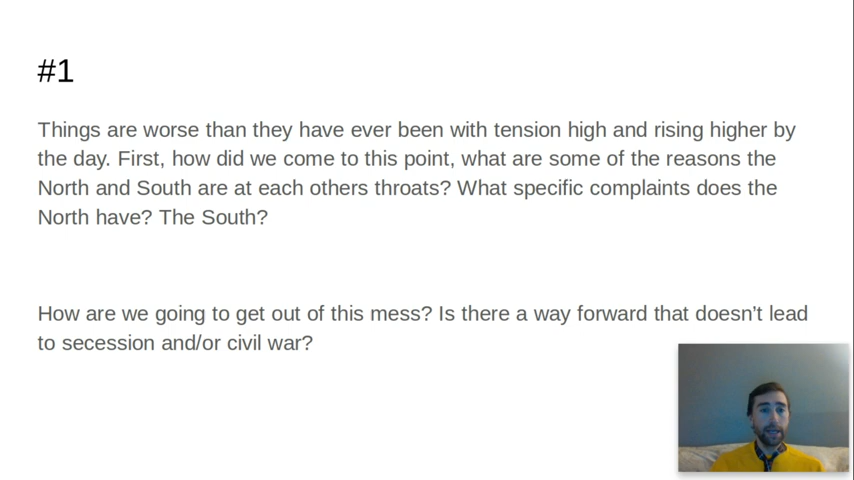 #1
Things are worse than they have ever been with tension high and rising higher by
the day. First, how did we come to this point, what are some of the reasons the
North and South are at each others throats? What specific complaints does the
North have? The South?
How are we going to get out of this mess? Is there a way forward that doesn’t lead
to secession and/or civil war?